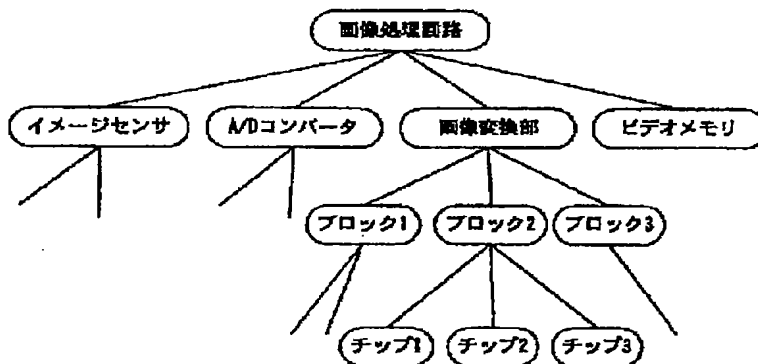 画像処理回路
イメージセンサ
A/Dコンバータ
画像変換部
ビデオメモリ
ブロック1
ブロック2
ブロック3
チップ1
チップ2
チップ3